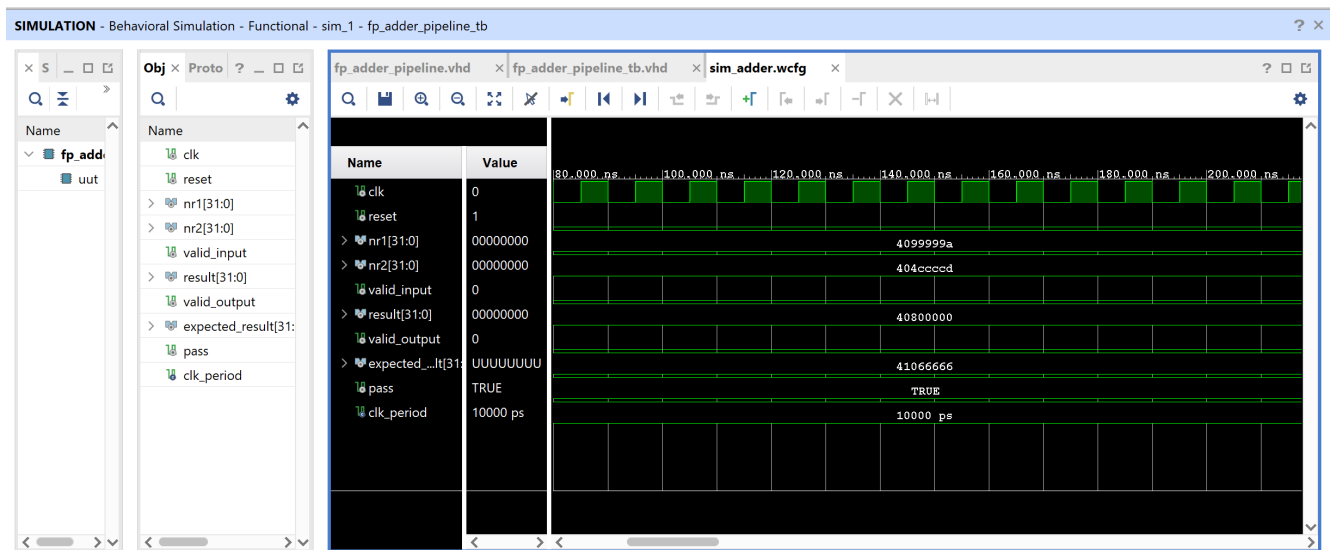 SIMULATION - Behavioral Simulation - Functional - sim_1 - fp_adder_pipeline_tb ? ×
× S
Name
fp_add
uut
Obj × Proto ?
Name
clk
reset
nr1[31:0]
nr2[31:0]
valid_input
result[31:0]
valid_output
expected_result[31:
pass
clk_period
fp_adder_pipeline.vhd × fp_adder_pipeline_tb.vhd × sim_adder.wcfg × ?
Name Value
80.000 ns 100.000 ns 120.000 ns 140.000 ns 160.000 ns 180.000 ns 200.000 ns
clk 0
reset 1
nr1[31:0] 00000000 4099999a
nr2[31:0] 00000000 404ccccd
valid_input 0
result[31:0] 00000000 40800000
valid_output 0
expected_...lt[31: UUUUUUUU 41066666
pass TRUE TRUE
clk_period 10000 ps 10000 ps